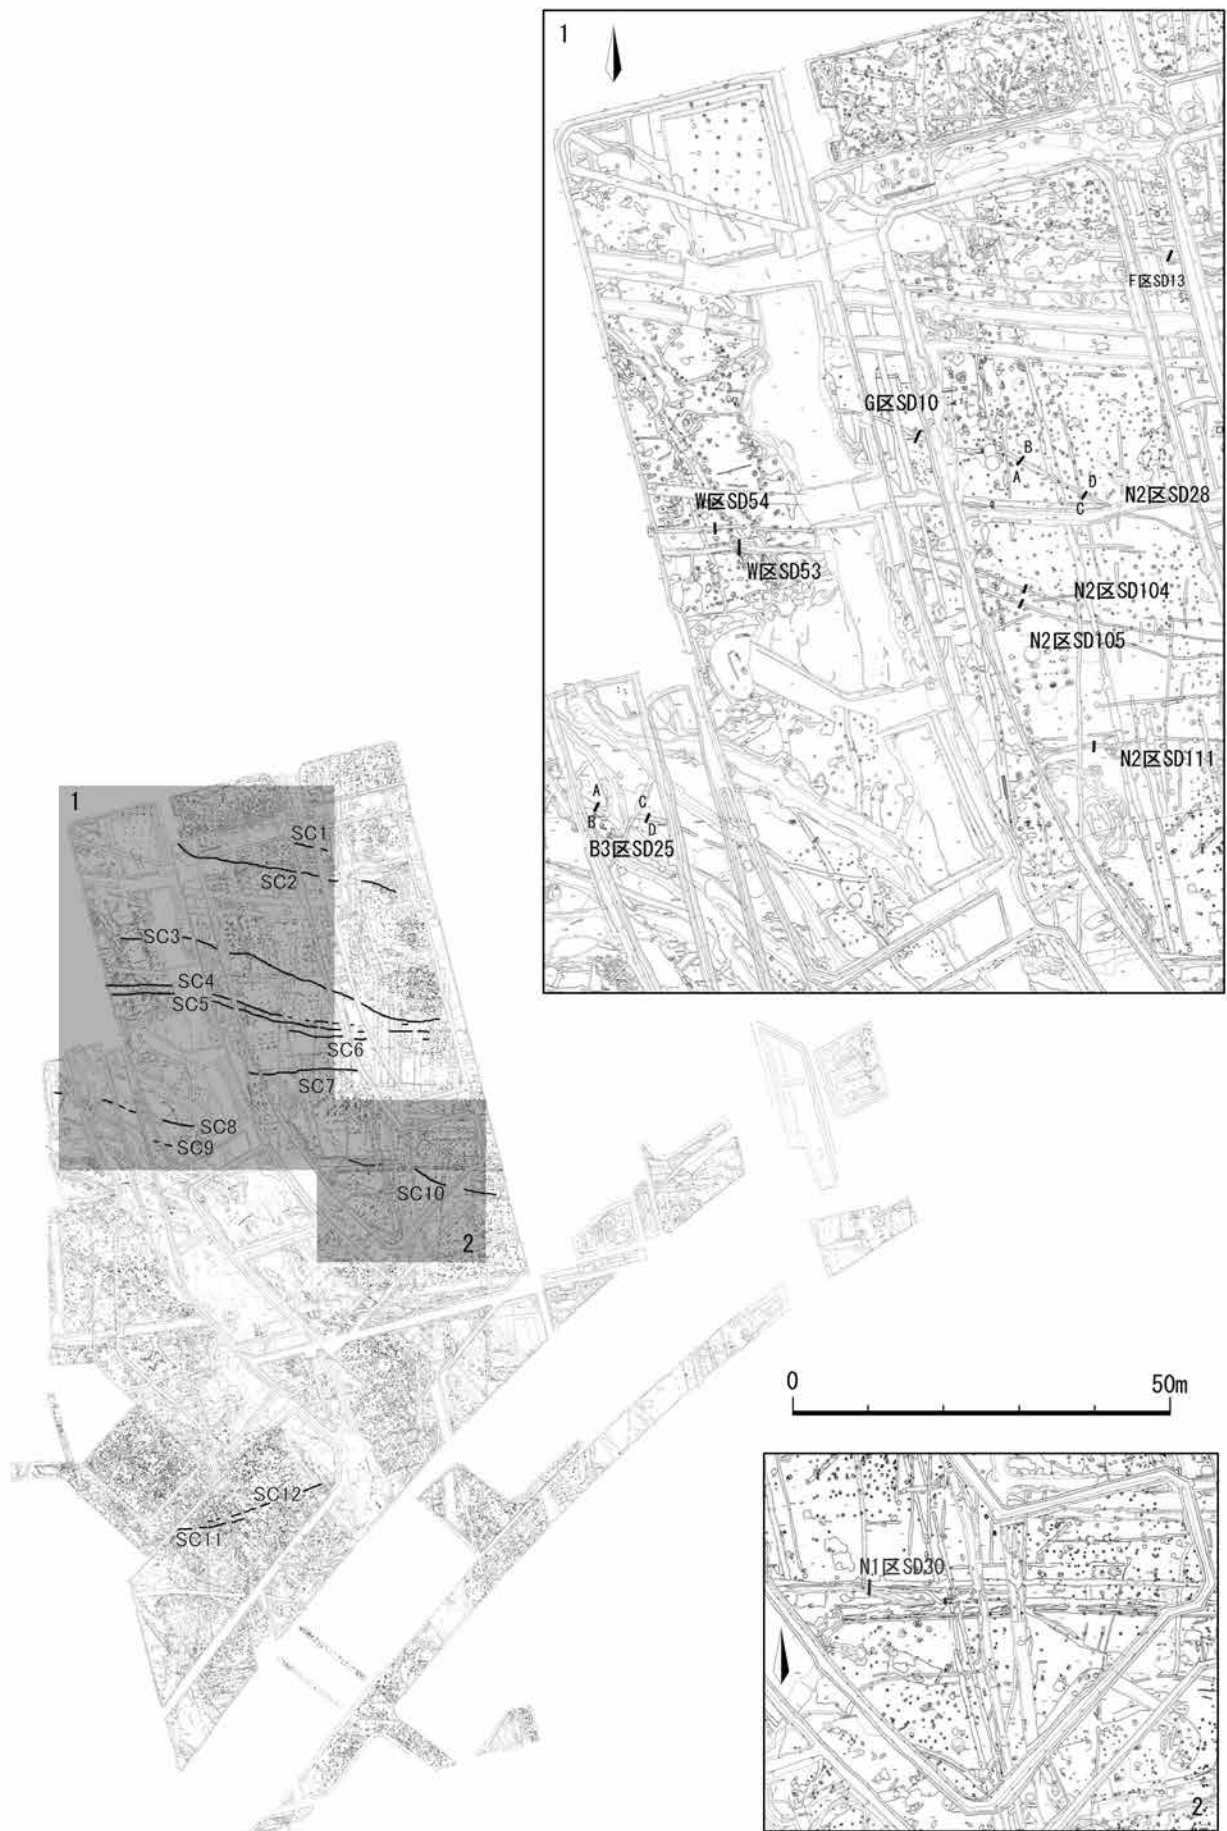 1
F区SD13
G区SD10
B
A
D
C
N2区SD28
W区SD54
W区SD53
N2区SD104
N2区SD105
N2区SD111
A
B
C
D
B3区SD25
1
SC1
SC2
SC3
SC4
SC5
SC6
SC7
SC8
SC9
SC10
2
SC12
SC11
0
50m
N1区SD30
2